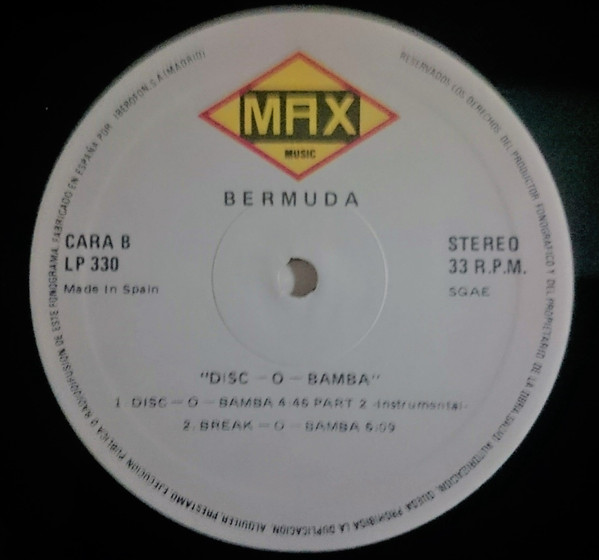 MAX
MUSIC
BERMUDA
CARA B
LP 330
Made In Spain
STEREO
33 R.P.M.
SGAE
"DISC-O-BAMBA"
1. DISC-O-BAMBA 4:46 PART 2 -Instrumental-
2. BREAK-O-BAMBA 6:09
RESERVADOS LOS DERECHOS DEL PRODUCTOR FONOGRAFICO Y DEL PROPIETARIO DE LA OBRA. SALVO AUTORIZACION, QUEDA PROHIBIDA LA DUPLICACION, ALQUILER, PRESTAMO, EJECUCION PUBLICA O RADIODIFUSION DE ESTE FONOGRAMA. FABRICADO EN ESPAÑA POR: IBEROFON, S.A (MADRID)